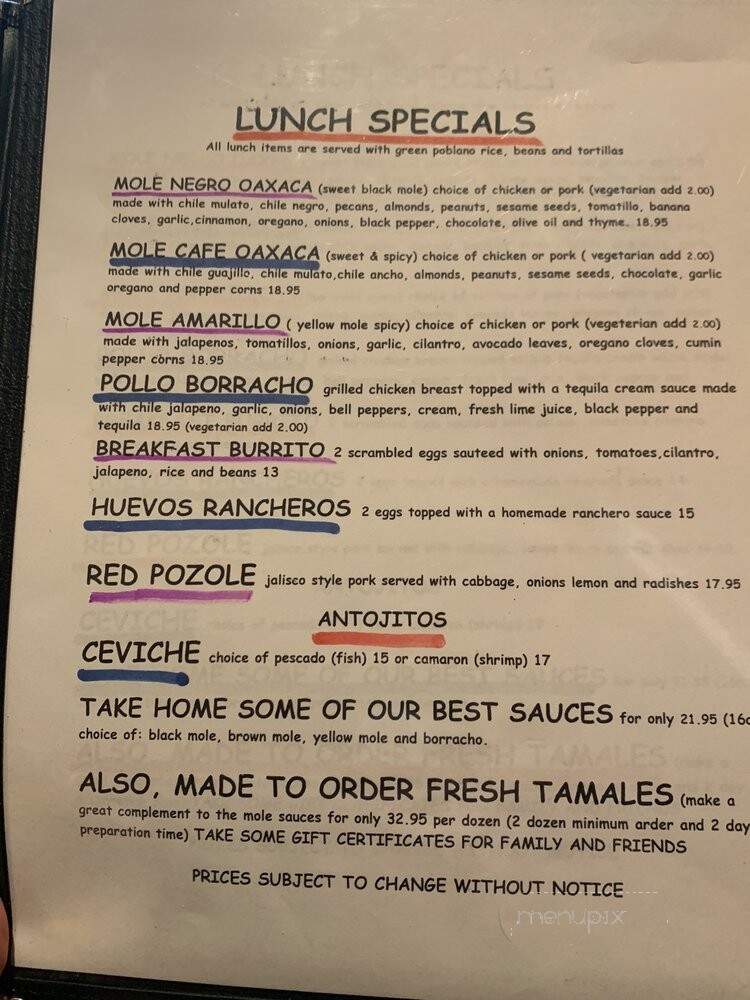 LUNCH SPECIALS
All lunch items are served with green poblano rice, beans and tortillas
MOLE NEGRO OAXACA (sweet black mole) choice of chicken or pork (vegetarian add 2.00)
made with chile mulato, chile negro, pecans, almonds, peanuts, sesame seeds, tomatillo, banana
cloves, garlic,cinnamon, oregano, onions, black pepper, chocolate, olive oil and thyme. 18.95
MOLE CAFE OAXACA (sweet & spicy) choice of chicken or pork ( vegetarian add 2.00)
made with chile guajillo, chile mulato,chile ancho, almonds, peanuts, sesame seeds, chocolate, garlic
oregano and pepper corns 18.95
MOLE AMARILLO ( yellow mole spicy) choice of chicken or pork (vegeterian add 2.00)
made with jalapenos, tomatillos, onions, garlic, cilantro, avocado leaves, oregano cloves, cumin
pepper corns 18.95
POLLO BORRACHO grilled chicken breast topped with a tequila cream sauce made
with chile jalapeno, garlic, onions, bell peppers, cream, fresh lime juice, black pepper and
tequila 18.95 (vegetarian add 2.00)
BREAKFAST BURRITO 2 scrambled eggs sauteed with onions, tomatoes,cilantro,
jalapeno, rice and beans 13
HUEVOS RANCHEROS 2 eggs topped with a homemade ranchero sauce 15
RED POZOLE jalisco style pork served with cabbage, onions lemon and radishes 17.95
ANTOJITOS
CEVICHE choice of pescado (fish) 15 or camaron (shrimp) 17
TAKE HOME SOME OF OUR BEST SAUCES for only 21.95 (16o
choice of: black mole, brown mole, yellow mole and borracho.
ALSO, MADE TO ORDER FRESH TAMALES (make a
great complement to the mole sauces for only 32.95 per dozen (2 dozen minimum arder and 2 day
preparation time) TAKE SOME GIFT CERTIFICATES FOR FAMILY AND FRIENDS
PRICES SUBJECT TO CHANGE WITHOUT NOTICE
menupix